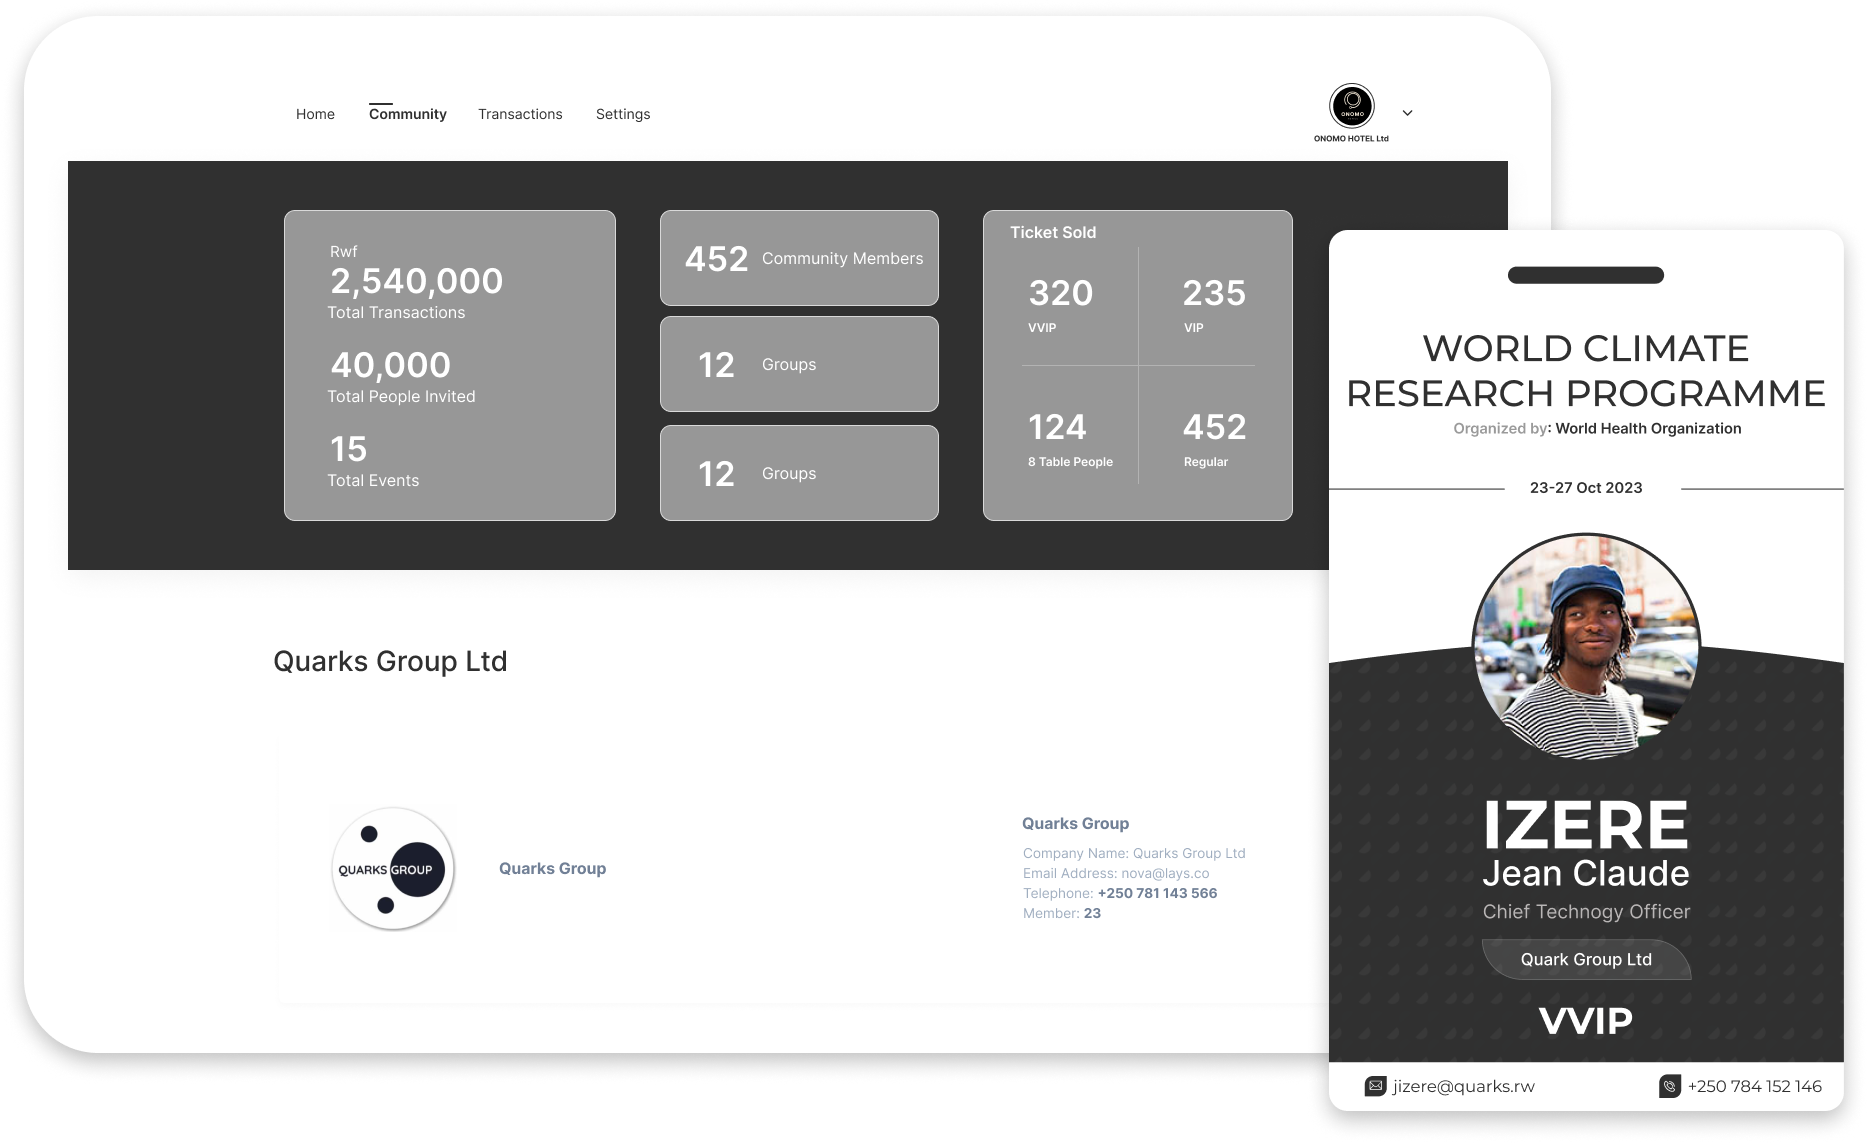 Home Community Transactions Settings
ONOMO
ONOMO HOTEL Ltd
Rwf
2,540,000
Total Transactions
40,000
Total People Invited
15
Total Events
452 Community Members
12 Groups
12 Groups
Ticket Sold
320
VVIP
235
VIP
124
8 Table People
452
Regular
Quarks Group Ltd
QUARKS GROUP
Quarks Group
Quarks Group
Company Name: Quarks Group Ltd
Email Address: nova@lays.co
Telephone: +250 781 143 566
Member: 23
WORLD CLIMATE
RESEARCH PROGRAMME
Organized by: World Health Organization
23-27 Oct 2023
IZERE
Jean Claude
Chief Technogy Officer
Quark Group Ltd
VVIP
jizere@quarks.rw
+250 784 152 146